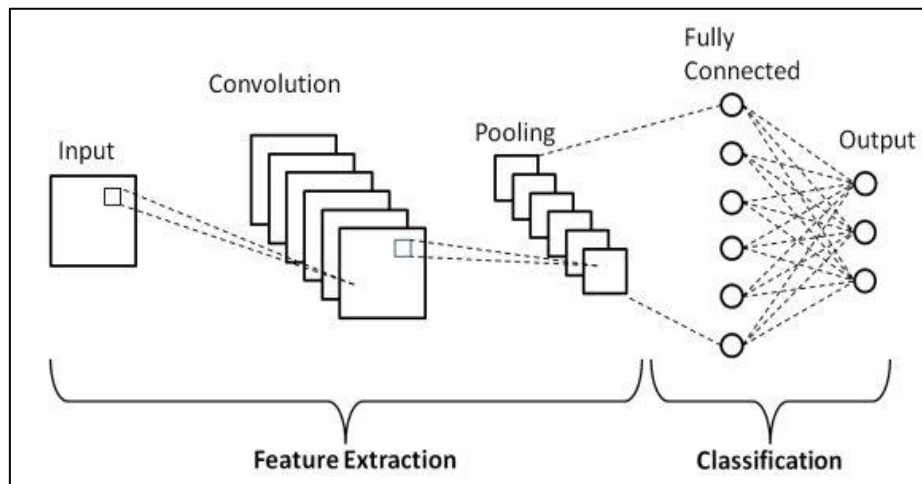 Input
Convolution
Pooling
Fully
Connected
Output
Feature Extraction
Classification